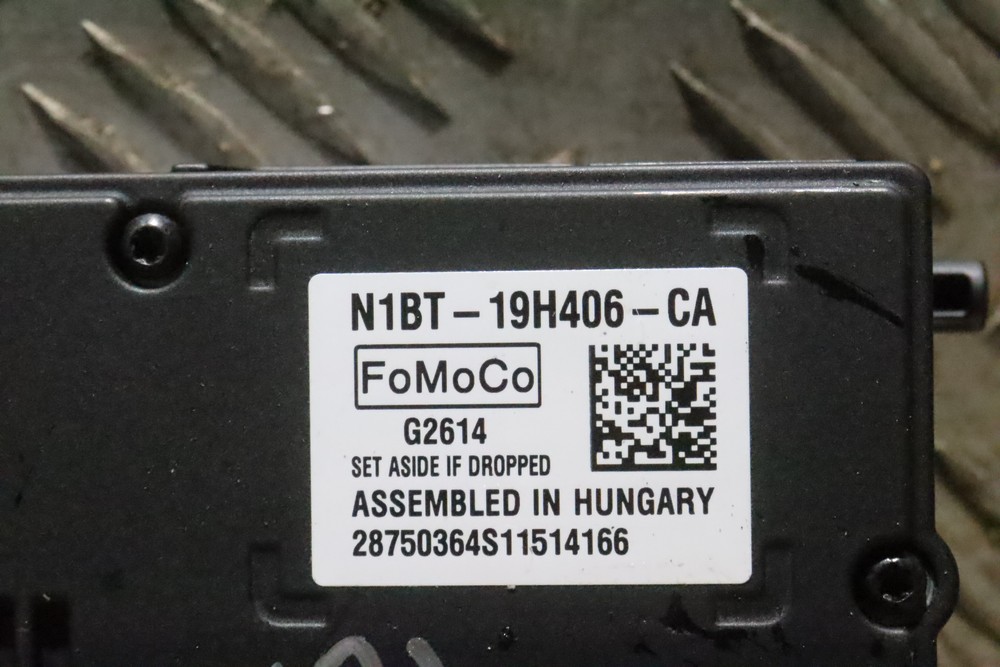 N1BT – 19H406 – CA
FoMoCo
G2614
SET ASIDE IF DROPPED
ASSEMBLED IN HUNGARY
28750364S11514166